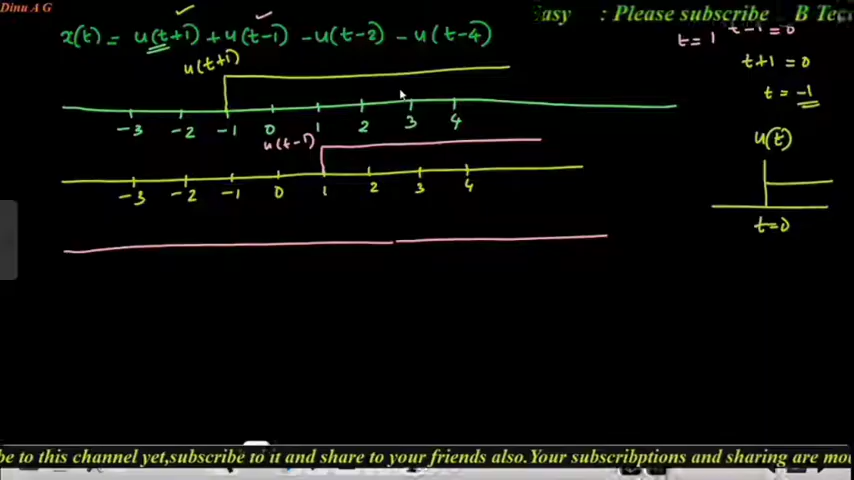 Dinu A G
Easy : Please subscribe B Tec
x(t) = u(t+1) + u(t-1) - u(t-2) - u(t-4)
t=1 t-1=0
t+1=0
t=-1
u(t+1)
-3 -2 -1 0 1 2 3 4
u(t-1)
-3 -2 -1 0 1 2 3 4
u(t)
t=0
be to this channel yet,subscribe to it and share to your friends also.Your subscribptions and sharing are mo